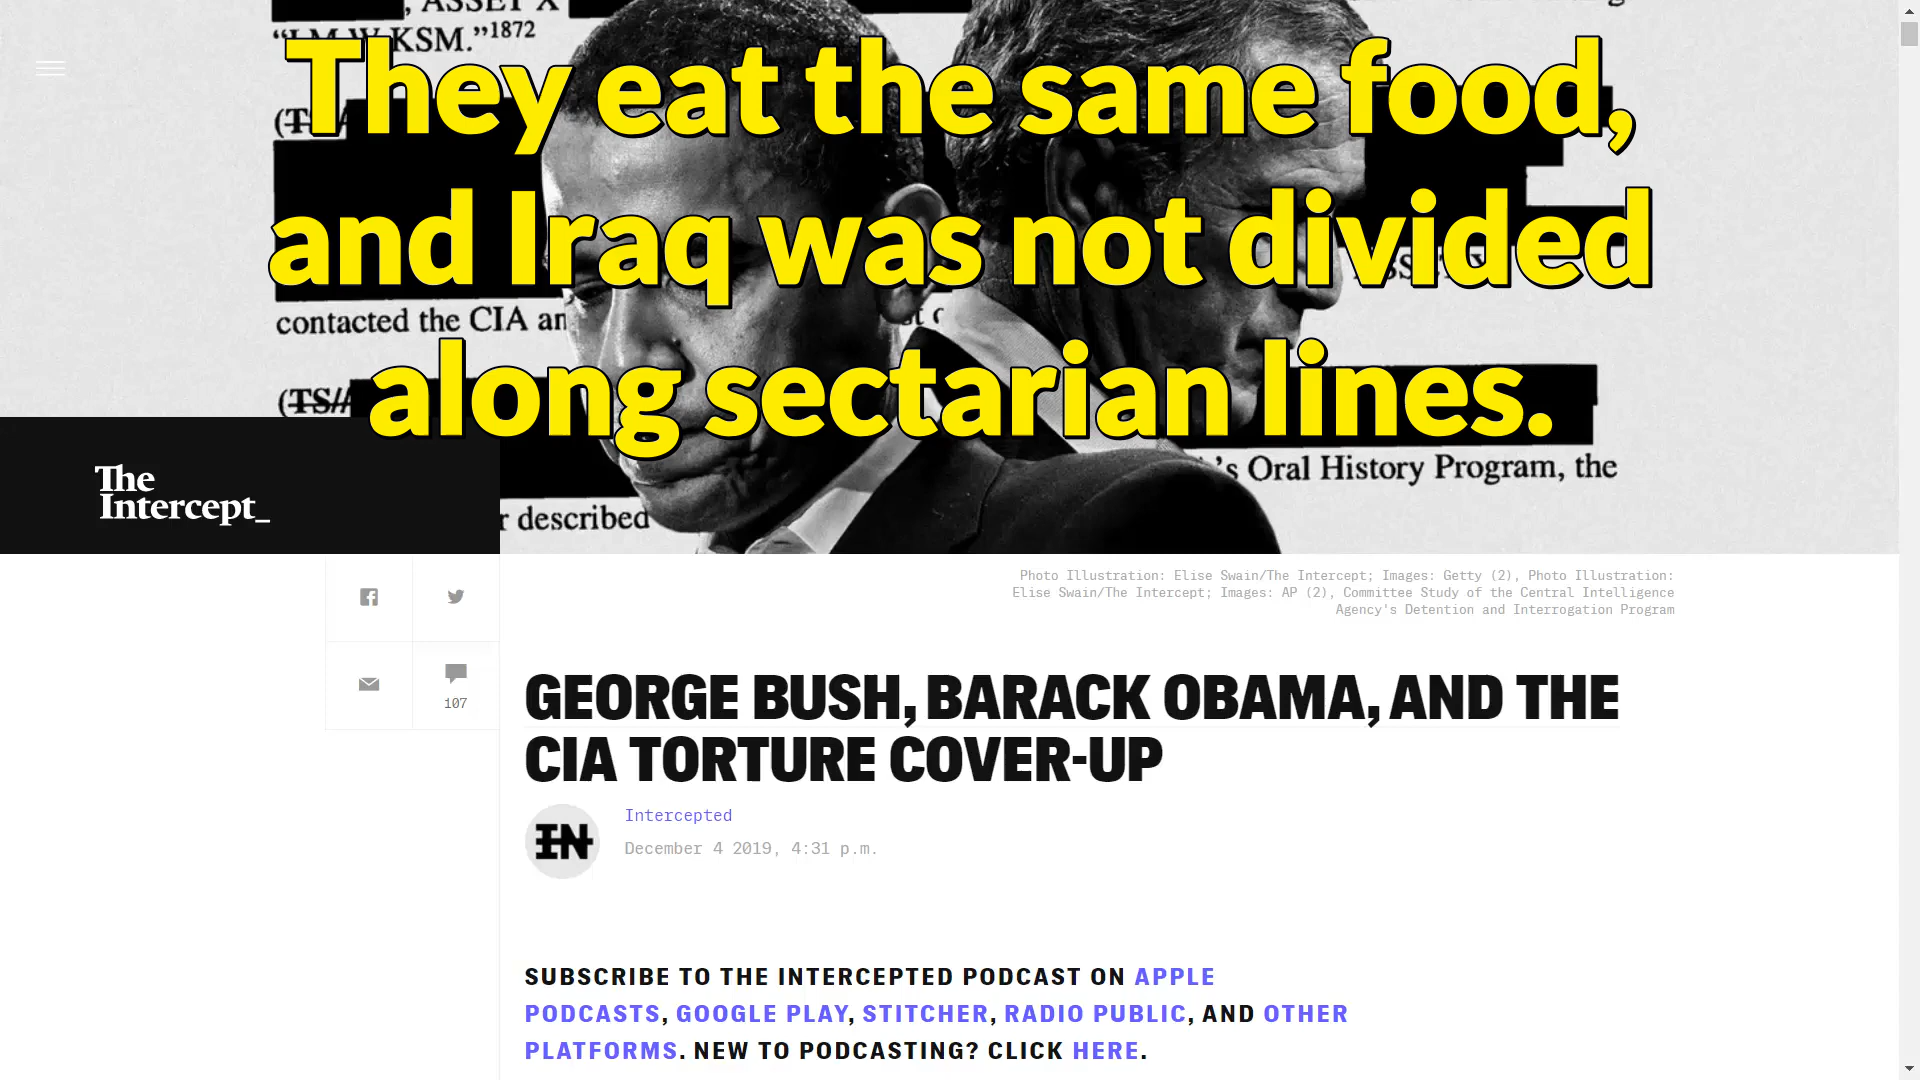 , ASSET X
"I M W KSM."1872
They eat the same food,
and Iraq was not divided
along sectarian lines.
contacted the CIA an
(TS//
's Oral History Program, the
r described
The
Intercept_
Photo Illustration: Elise Swain/The Intercept; Images: Getty (2), Photo Illustration:
Elise Swain/The Intercept; Images: AP (2), Committee Study of the Central Intelligence
Agency's Detention and Interrogation Program
107
GEORGE BUSH, BARACK OBAMA, AND THE
CIA TORTURE COVER-UP
IN
Intercepted
December 4 2019, 4:31 p.m.
SUBSCRIBE TO THE INTERCEPTED PODCAST ON APPLE
PODCASTS, GOOGLE PLAY, STITCHER, RADIO PUBLIC, AND OTHER
PLATFORMS. NEW TO PODCASTING? CLICK HERE.